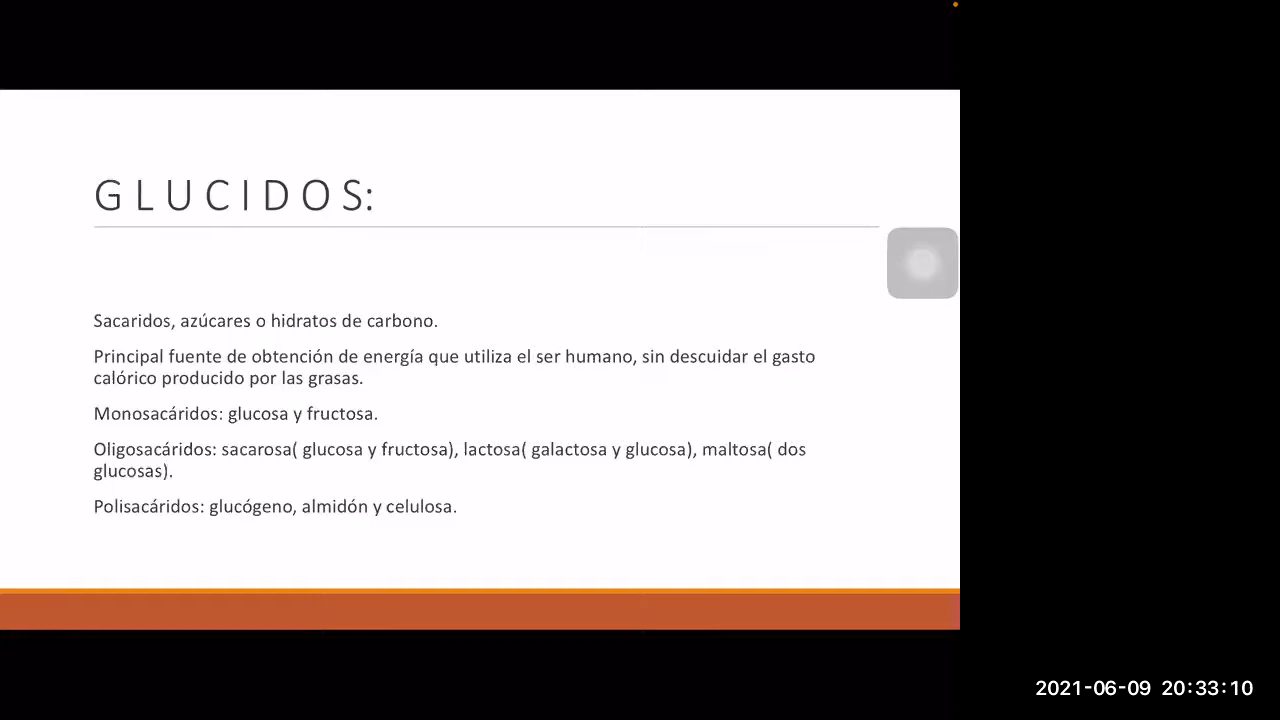 GLUCIDOS:
Sacaridos, azúcares o hidratos de carbono.
Principal fuente de obtención de energía que utiliza el ser humano, sin descuidar el gasto
calórico producido por las grasas.
Monosacáridos: glucosa y fructosa.
Oligosacáridos: sacarosa( glucosa y fructosa), lactosa( galactosa y glucosa), maltosa( dos
glucosas).
Polisacáridos: glucógeno, almidón y celulosa.
2021-06-09 20:33:10